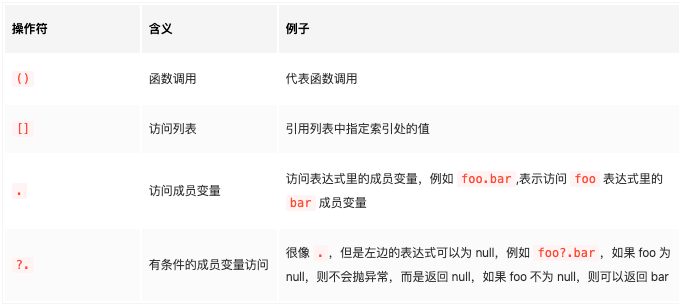 操作符 含义 例子
() 函数调用 代表函数调用
[] 访问列表 引用列表中指定索引处的值
. 访问成员变量 访问表达式里的成员变量，例如 foo.bar ,表示访问 foo 表达式里的
bar 成员变量
?. 有条件的成员变量访问 很像 . ，但是左边的表达式可以为 null，例如 foo?.bar ，如果 foo 为
null，则不会抛异常，而是返回 null，如果 foo 不为 null，则可以返回 bar